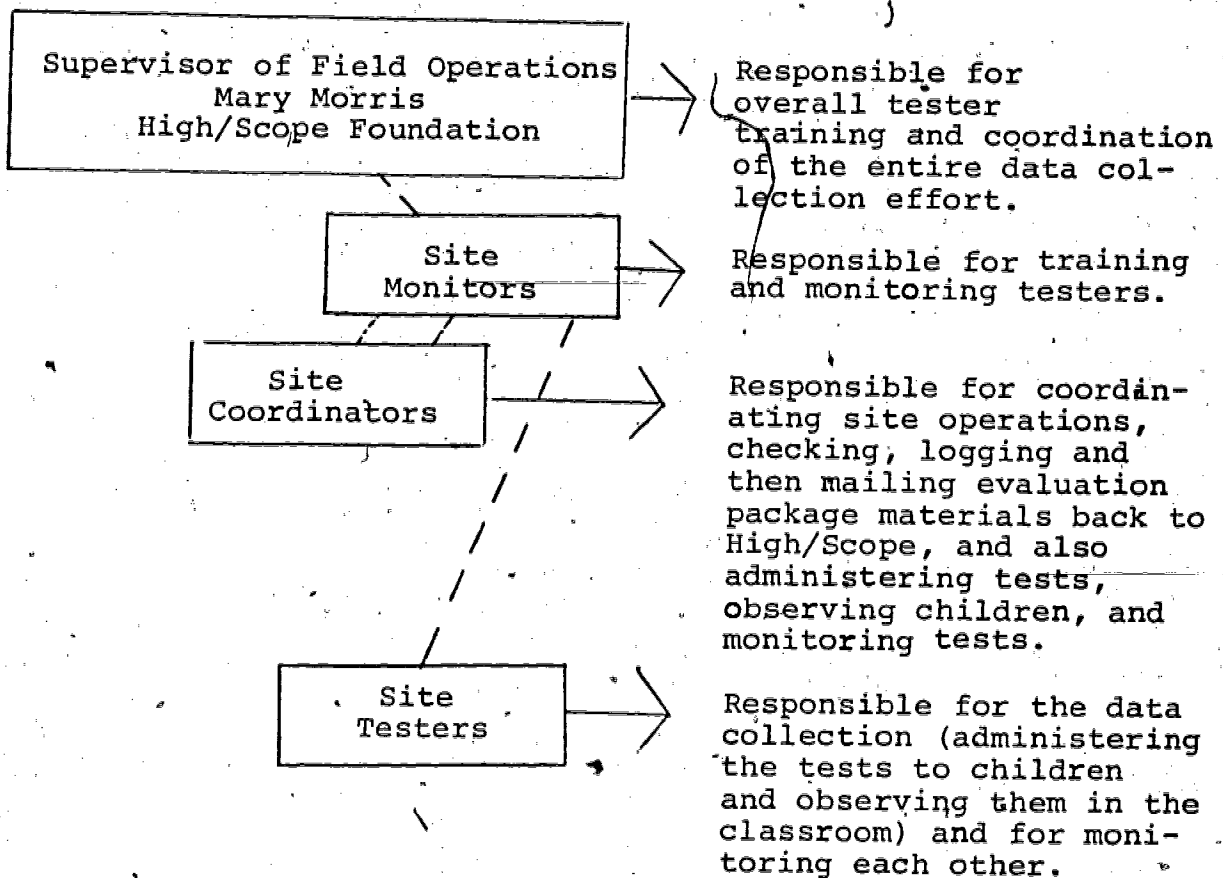 Supervisor of Field Operations
Mary Morris
High/Scope Foundation
Responsible for
overall tester
training and coordination
of the entire data col-
lection effort.
Site
Monitors
Responsible for training
and monitoring testers.
Site
Coordinators
Responsible for coordin-
ating site operations,
checking, logging and
then mailing evaluation
package materials back to
High/Scope, and also
administering tests,
observing children, and
monitoring tests.
Site
Testers
Responsible for the data
collection (administering
the tests to children
and observing them in the
classroom) and for moni-
toring each other.